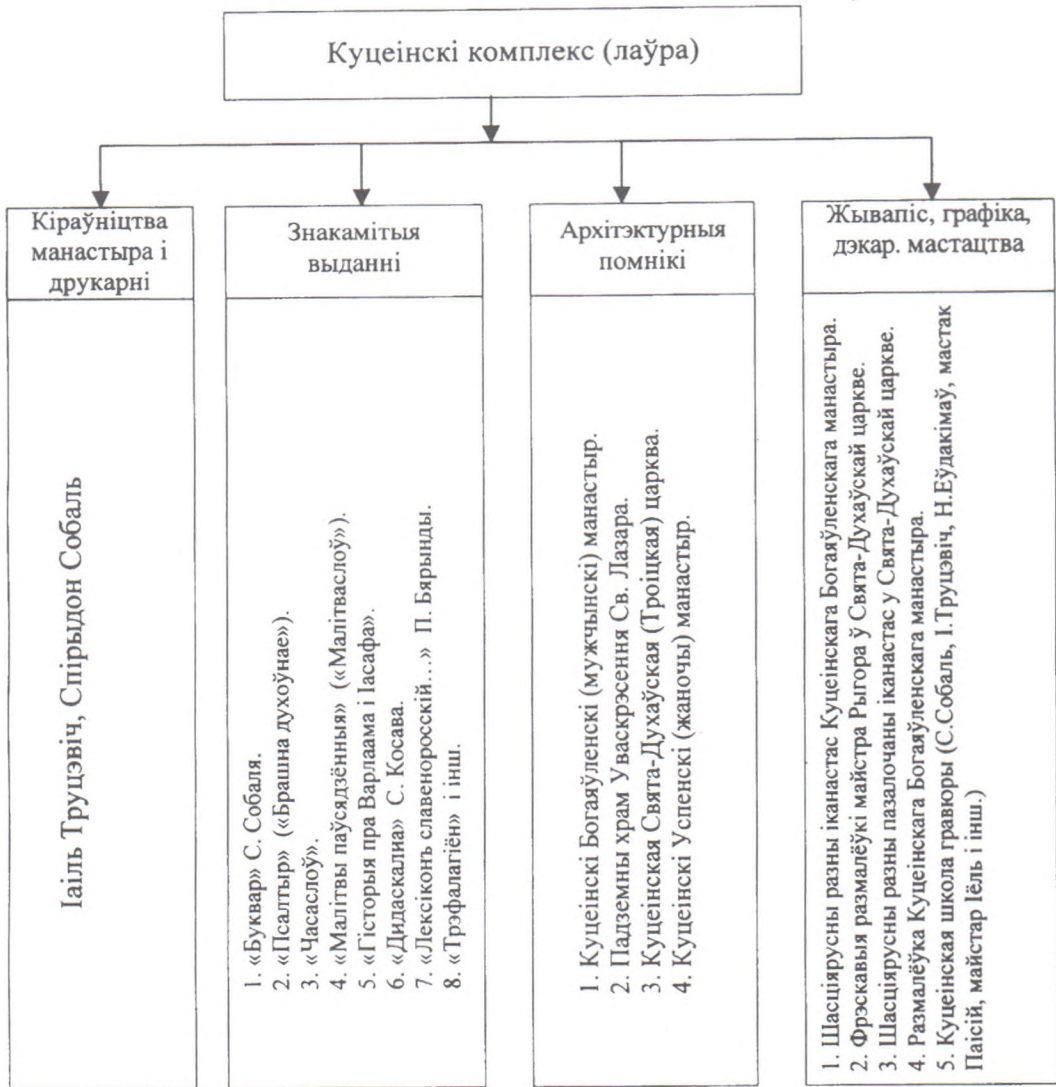 Куцеінскі комплекс (лаўра)
Кіраўніцтва
манастыра і
друкарні
Іаіль Труцэвіч, Спірыдон Собаль
Знакамітыя
выданні
1. «Буквар» С. Собаля.
2. «Псалтыр» («Брашна духоўнае»).
3. «Часаслоў».
4. «Малітвы паўсядзённыя» («Малітваслоў»).
5. «Гісторыя пра Варлаама і Іасафа».
6. «Дидаскалиа» С. Косава.
7. «Лексіконъ славеноросскій...» П. Бярынды.
8. «Трэфалагіён» і інш.
Архітэктурныя
помнікі
1. Куцеінскі Богаяўленскі (мужчынскі) манастыр.
2. Падземны храм Уваскрэсення Св. Лазара.
3. Куцеінская Свята-Духаўская (Троіцкая) царква.
4. Куцеінскі Успенскі (жаночы) манастыр.
Жывапіс, графіка,
дэкар. мастацтва
1. Шасціярусны разны іканастас Куцеінскага Богаяўленскага манастыра.
2. Фрэскавыя размалёўкі майстра Рыгора ў Свята-Духаўскай царкве.
3. Шасціярусны разны пазалочаны іканастас у Свята-Духаўскай царкве.
4. Размалёўка Куцеінскага Богаяўленскага манастыра.
5. Куцеінская школа гравюры (С.Собаль, І.Труцэвіч, Н.Еўдакімаў, мастак
Паісій, майстар Іёль і інш.)